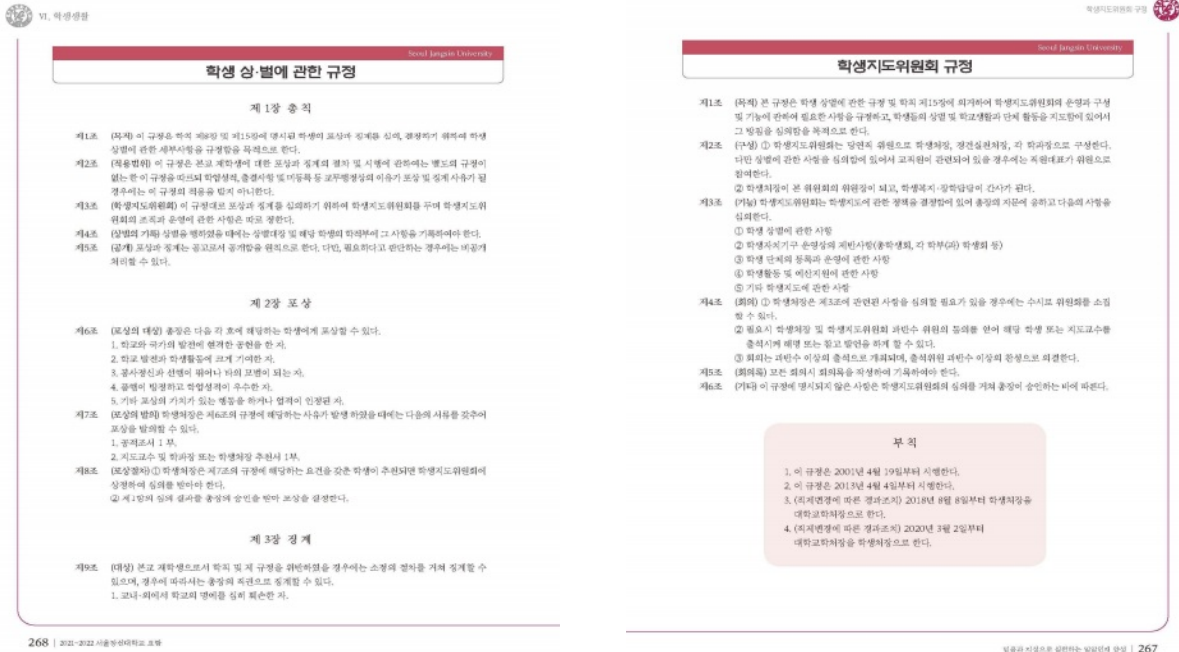 VI. 학생생활
Seoul Jangsin University
학생 상·벌에 관한 규정
제 1장 총 칙
제1조 (목적) 이 규정은 학칙 제8장 및 제15장에 명시된 학생의 포상과 징계를 심의, 결정하기 위하여 학생
상벌에 관한 세부사항을 규정함을 목적으로 한다.
제2조 (적용범위) 이 규정은 본교 재학생에 대한 포상과 징계의 절차 및 시행에 관하여는 별도의 규정이
없는 한 이 규정을 따르되 학업성적, 출결사항 및 미등록 등 교무행정상의 이유가 포상 및 징계 사유가 될
경우에는 이 규정의 적용을 받지 아니한다.
제3조 (학생지도위원회) 이 규정대로 포상과 징계를 심의하기 위하여 학생지도위원회를 두며 학생지도위
원회의 조직과 운영에 관한 사항은 따로 정한다.
제4조 (상벌의 기록) 상벌을 행하였을 때에는 상벌대장 및 해당 학생의 학적부에 그 사항을 기록하여야 한다.
제5조 (공개) 포상과 징계는 공고로서 공개함을 원칙으로 한다. 다만, 필요하다고 판단하는 경우에는 비공개
처리할 수 있다.
제 2장 포 상
제6조 (포상의 대상) 총장은 다음 각 호에 해당하는 학생에게 포상할 수 있다.
1. 학교와 국가의 발전에 현격한 공헌을 한 자.
2. 학교 발전과 학생활동에 크게 기여한 자.
3. 봉사정신과 선행이 뛰어나 타의 모범이 되는 자.
4. 품행이 방정하고 학업성적이 우수한 자.
5. 기타 포상의 가치가 있는 행동을 하거나 업적이 인정된 자.
제7조 (포상의 발의) 학생처장은 제6조의 규정에 해당하는 사유가 발생 하였을 때에는 다음의 서류를 갖추어
포상을 발의할 수 있다.
1. 공적조서 1 부.
2. 지도교수 및 학과장 또는 학생처장 추천서 1부.
제8조 (포상절차) ① 학생처장은 제7조의 규정에 해당하는 요건을 갖춘 학생이 추천되면 학생지도위원회에
상정하여 심의를 받아야 한다.
② 제1항의 심의 결과를 총장의 승인을 받아 포상을 결정한다.
제 3장 징 계
제9조 (대상) 본교 재학생으로서 학칙 및 제 규정을 위반하였을 경우에는 소정의 절차를 거쳐 징계할 수
있으며, 경우에 따라서는 총장의 직권으로 징계할 수 있다.
1. 교내·외에서 학교의 명예를 심히 훼손한 자.
268 | 2021-2022 서울장신대학교 요람
학생지도위원회 규정
Seoul Jangsin University
학생지도위원회 규정
제1조 (목적) 본 규정은 학생 상벌에 관한 규정 및 학칙 제15장에 의거하여 학생지도위원회의 운영과 구성
및 기능에 관하여 필요한 사항을 규정하고, 학생들의 상벌 및 학교생활과 단체 활동을 지도함에 있어서
그 방침을 심의함을 목적으로 한다.
제2조 (구성) ① 학생지도위원회는 당연직 위원으로 학생처장, 경건실천처장, 각 학과장으로 구성한다.
다만 상벌에 관한 사항을 심의함에 있어서 교직원이 관련되어 있을 경우에는 직원대표가 위원으로
참여한다.
② 학생처장이 본 위원회의 위원장이 되고, 학생복지·장학담당이 간사가 된다.
제3조 (기능) 학생지도위원회는 학생지도에 관한 정책을 결정함에 있어 총장의 자문에 응하고 다음의 사항을
심의한다.
① 학생 상벌에 관한 사항
② 학생자치기구 운영상의 제반사항(총학생회, 각 학부(과) 학생회 등)
③ 학생 단체의 등록과 운영에 관한 사항
④ 학생활동 및 예산지원에 관한 사항
⑤ 기타 학생지도에 관한 사항
제4조 (회의) ① 학생처장은 제3조에 관련된 사항을 심의할 필요가 있을 경우에는 수시로 위원회를 소집
할 수 있다.
② 필요시 학생처장 및 학생지도위원회 과반수 위원의 동의를 얻어 해당 학생 또는 지도교수를
출석시켜 해명 또는 참고 발언을 하게 할 수 있다.
③ 회의는 과반수 이상의 출석으로 개회되며, 출석위원 과반수 이상의 찬성으로 의결한다.
제5조 (회의록) 모든 회의시 회의록을 작성하여 기록하여야 한다.
제6조 (기타) 이 규정에 명시되지 않은 사항은 학생지도위원회의 심의를 거쳐 총장이 승인하는 바에 따른다.
부 칙
1. 이 규정은 2001년 4월 19일부터 시행한다.
2. 이 규정은 2013년 4월 4일부터 시행한다.
3. (직제변경에 따른 경과조치) 2018년 8월 8일부터 학생처장을
대학교학처장으로 한다.
4. (직제변경에 따른 경과조치) 2020년 3월 2일부터
대학교학처장을 학생처장으로 한다.
믿음과 지성으로 실천하는 일꾼인재 양성 | 267